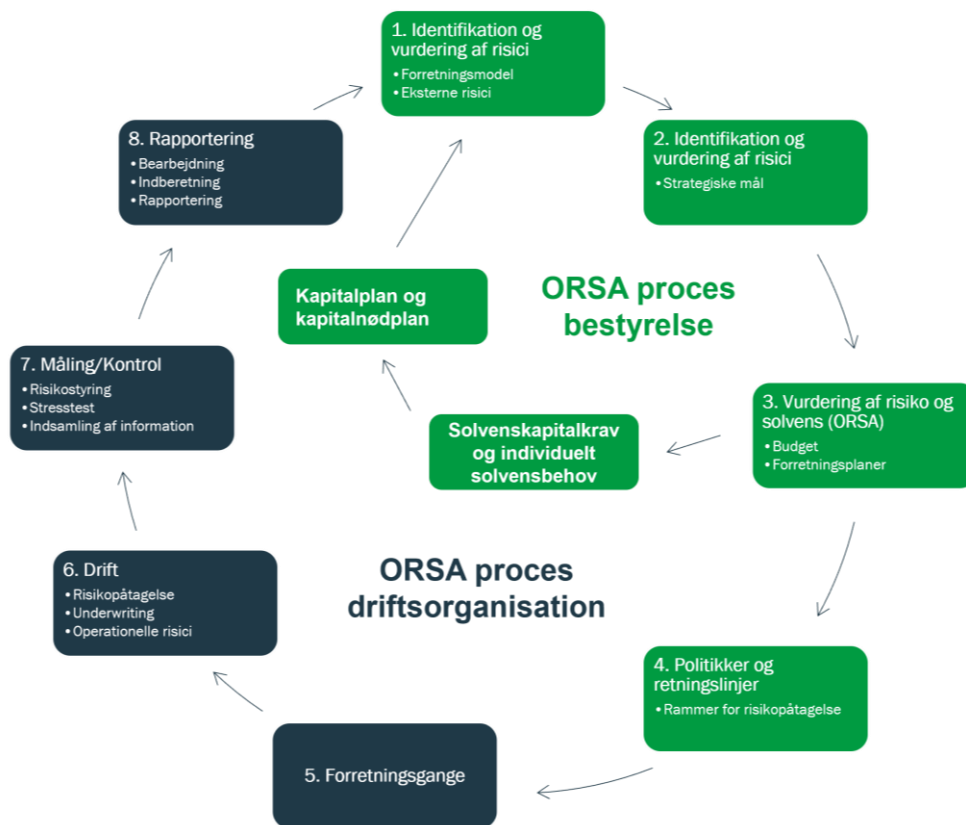 1. Identifikation og
vurdering af risici
• Forretningsmodel
• Eksterne risici
2. Identifikation og
vurdering af risici
• Strategiske mål
3. Vurdering af risiko og
solvens (ORSA)
• Budget
• Forretningsplaner
4. Politikker og
retningslinjer
• Rammer for risikopåtagelse
5. Forretningsgange
6. Drift
• Risikopåtagelse
• Underwriting
• Operationelle risici
7. Måling/Kontrol
• Risikostyring
• Stresstest
• Indsamling af information
8. Rapportering
• Bearbejdning
• Indberetning
• Rapportering
Kapitalplan og
kapitalnødplan
ORSA proces
bestyrelse
Solvenskapitalkrav
og individuelt
solvensbehov
ORSA proces
driftsorganisation